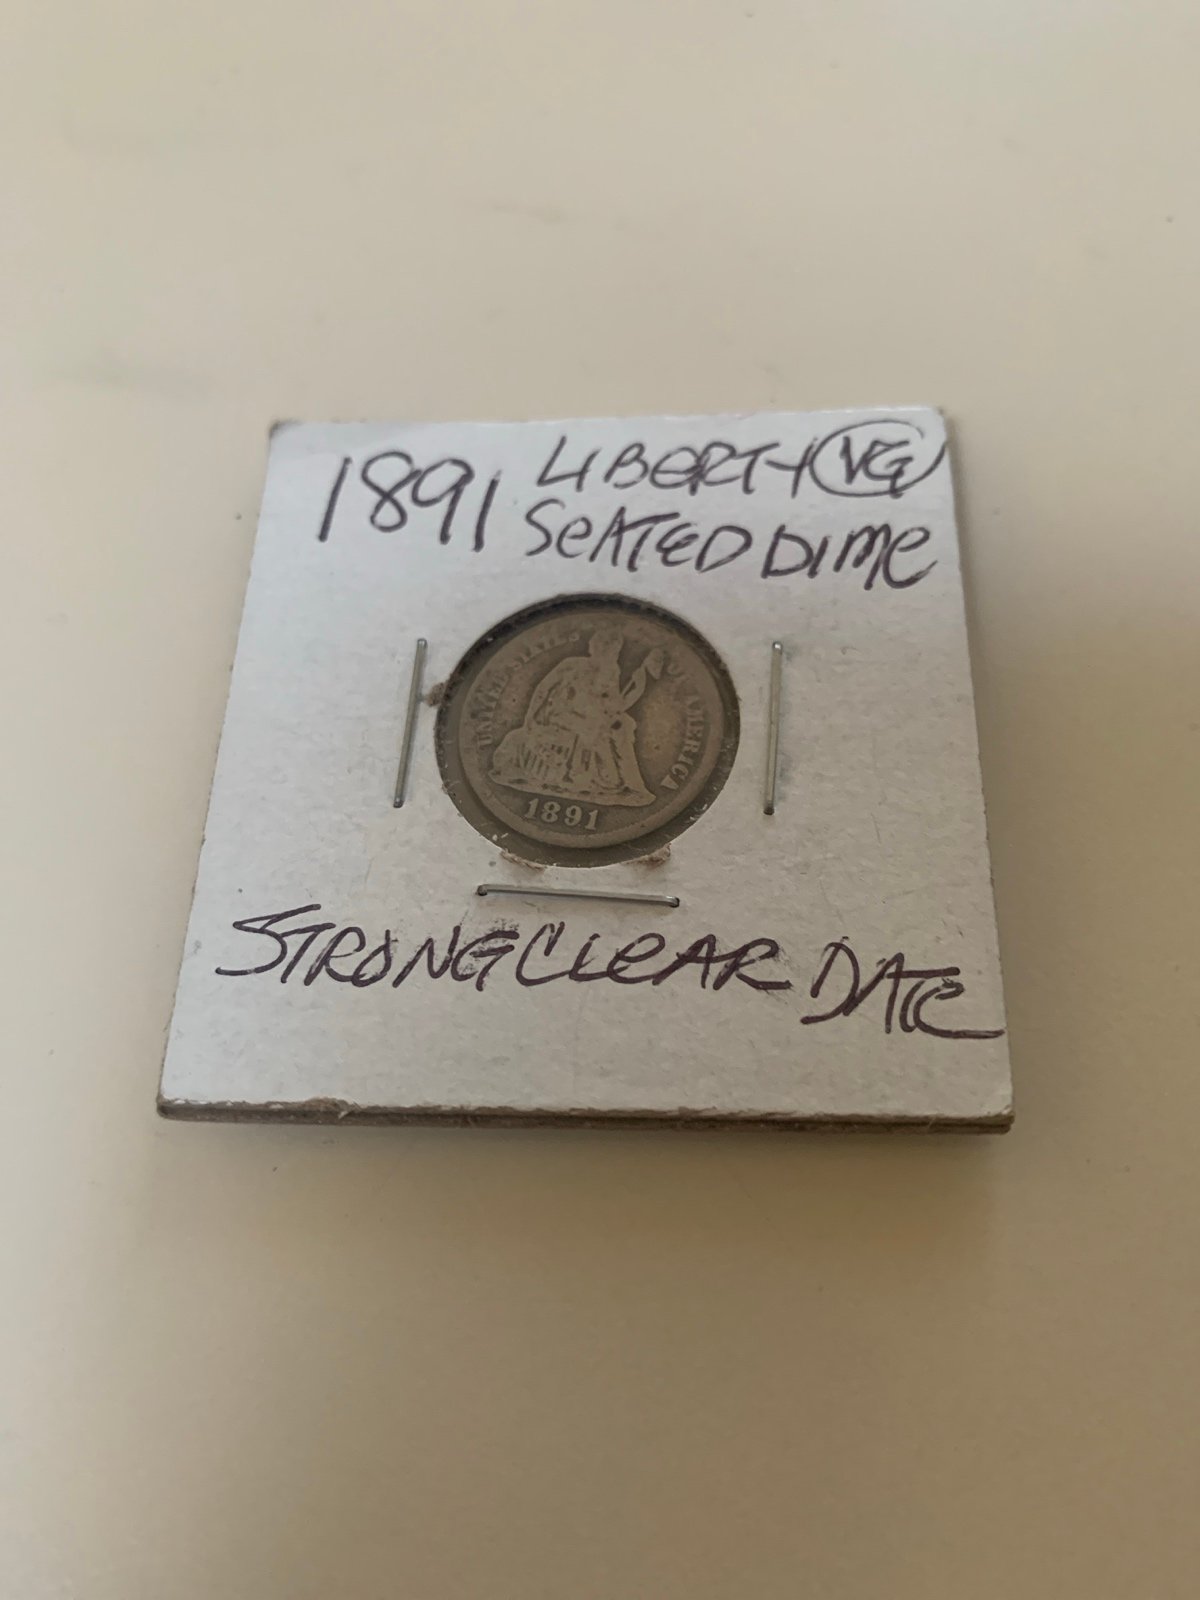 1891 LIBERTY VG
SEATED DIME
UNITED STATES OF AMERICA
1891
STRONG CLEAR DATE